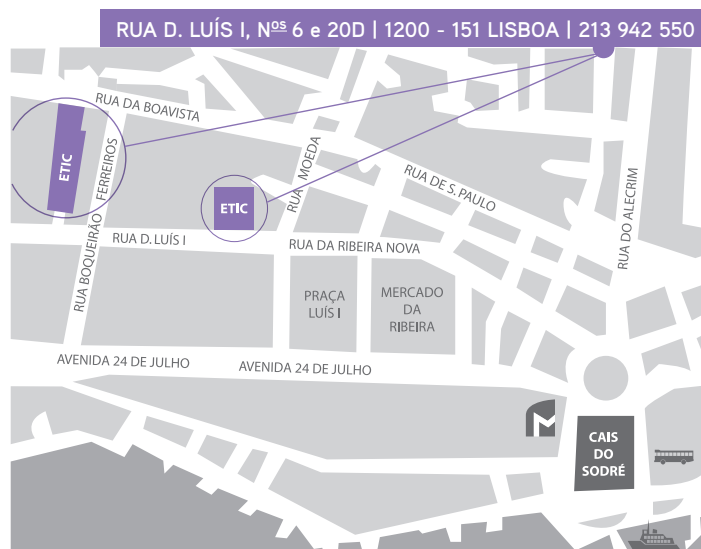 RUA D. LUÍS I, Nºˢ 6 e 20D | 1200 - 151 LISBOA | 213 942 550
RUA DA BOAVISTA
ETIC
RUA BOQUEIRÃO FERREIROS
RUA MOEDA
RUA DE S. PAULO
RUA DO ALECRIM
ETIC
RUA D. LUÍS I
RUA DA RIBEIRA NOVA
PRAÇA
LUÍS I
MERCADO
DA
RIBEIRA
AVENIDA 24 DE JULHO
AVENIDA 24 DE JULHO
M
CAIS
DO
SODRÉ